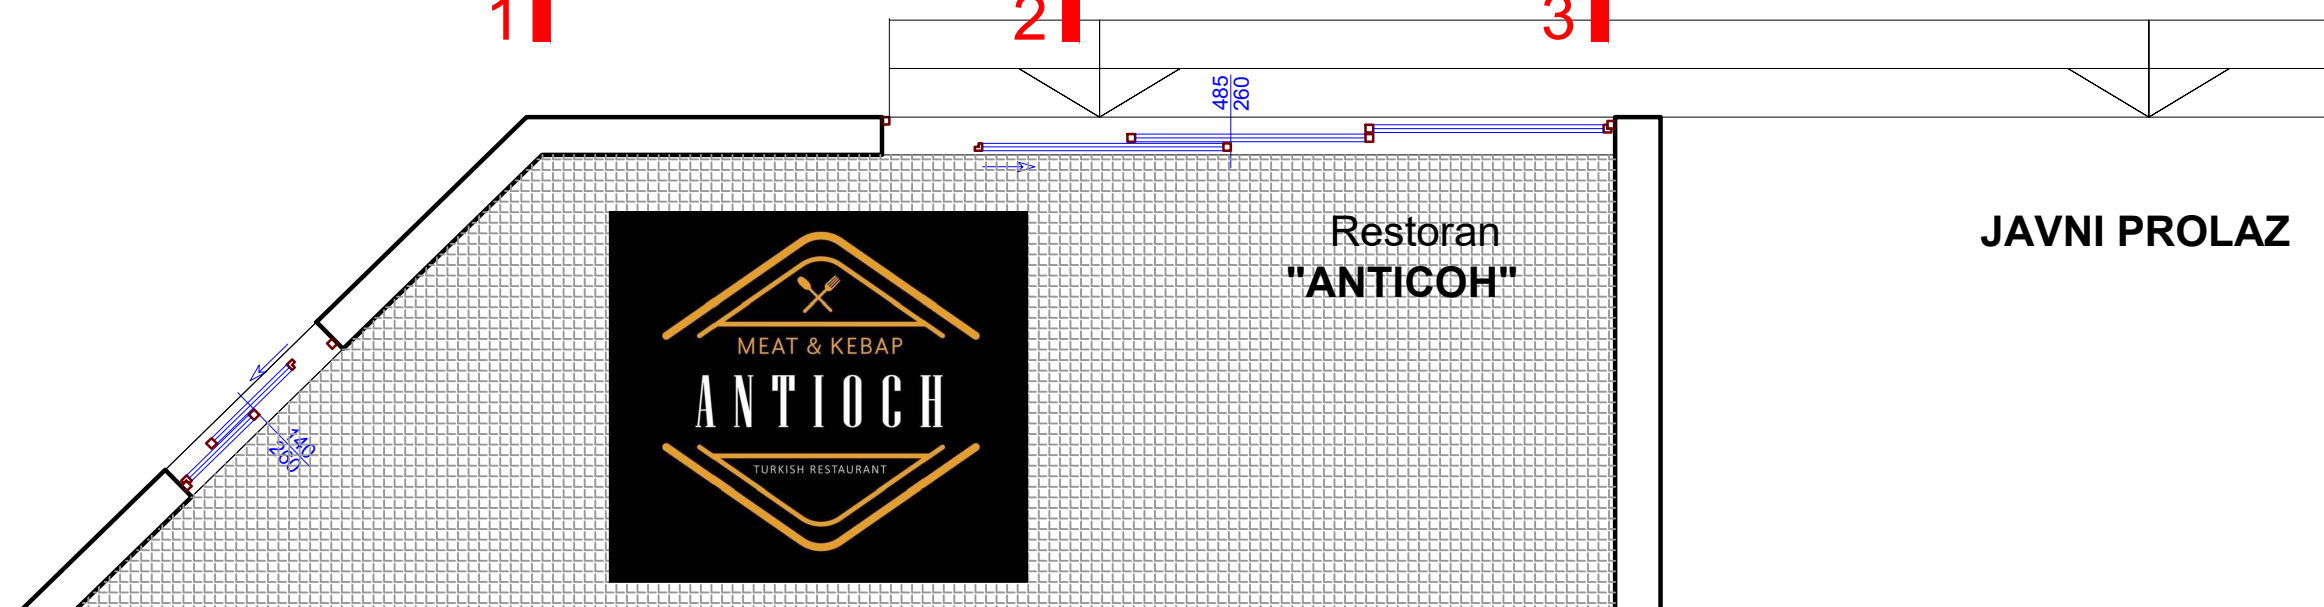 1
2
3
485
260
Restoran
"ANTICOH"
JAVNI PROLAZ
MEAT & KEBAP
ANTIOCH
TURKISH RESTAURANT
140
260